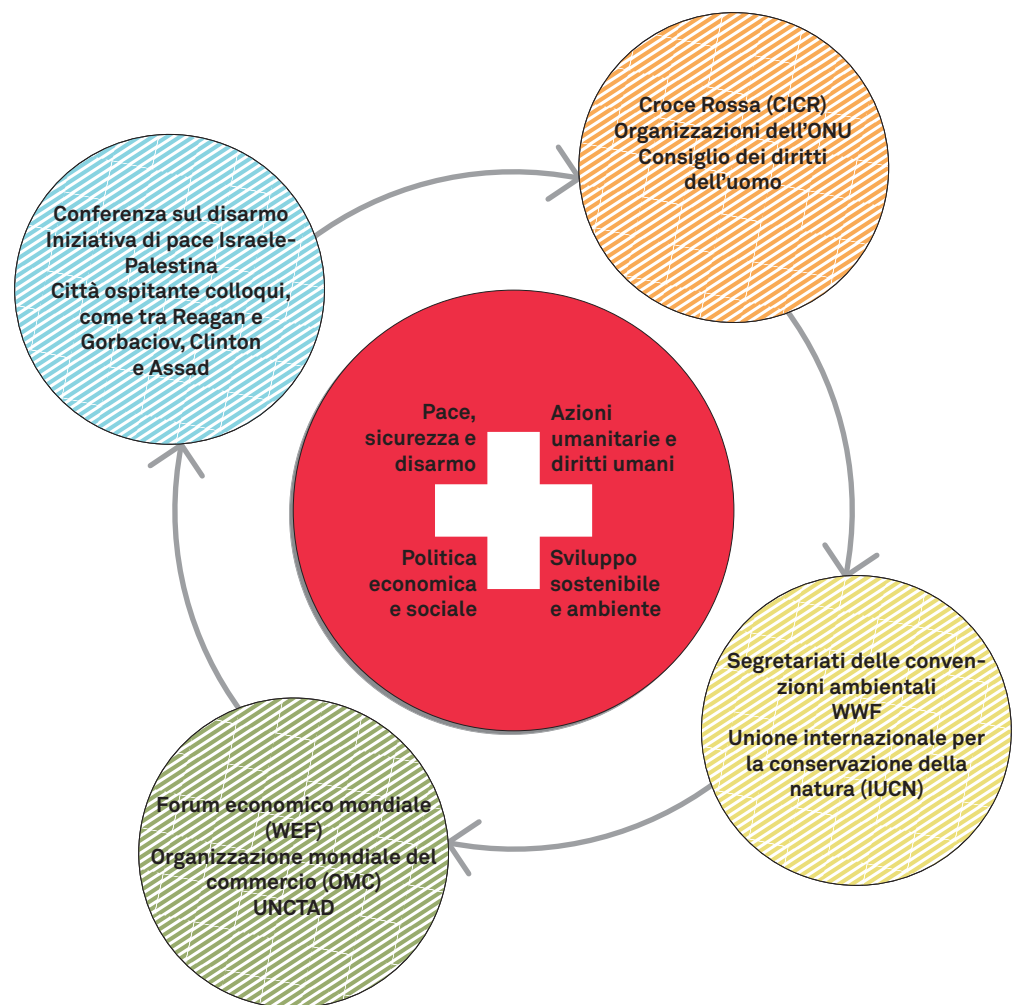 Croce Rossa (CICR)
Organizzazioni dell’ONU
Consiglio dei diritti
dell’uomo
Conferenza sul disarmo
Iniziativa di pace Israele-
Palestina
Città ospitante colloqui,
come tra Reagan e
Gorbaciov, Clinton
e Assad
Pace,
sicurezza e
disarmo
Azioni
umanitarie e
diritti umani
Politica
economica
e sociale
Sviluppo
sostenibile
e ambiente
Segretariati delle conven-
zioni ambientali
WWF
Unione internazionale per
la conservazione della
natura (IUCN)
Forum economico mondiale
(WEF)
Organizzazione mondiale del
commercio (OMC)
UNCTAD